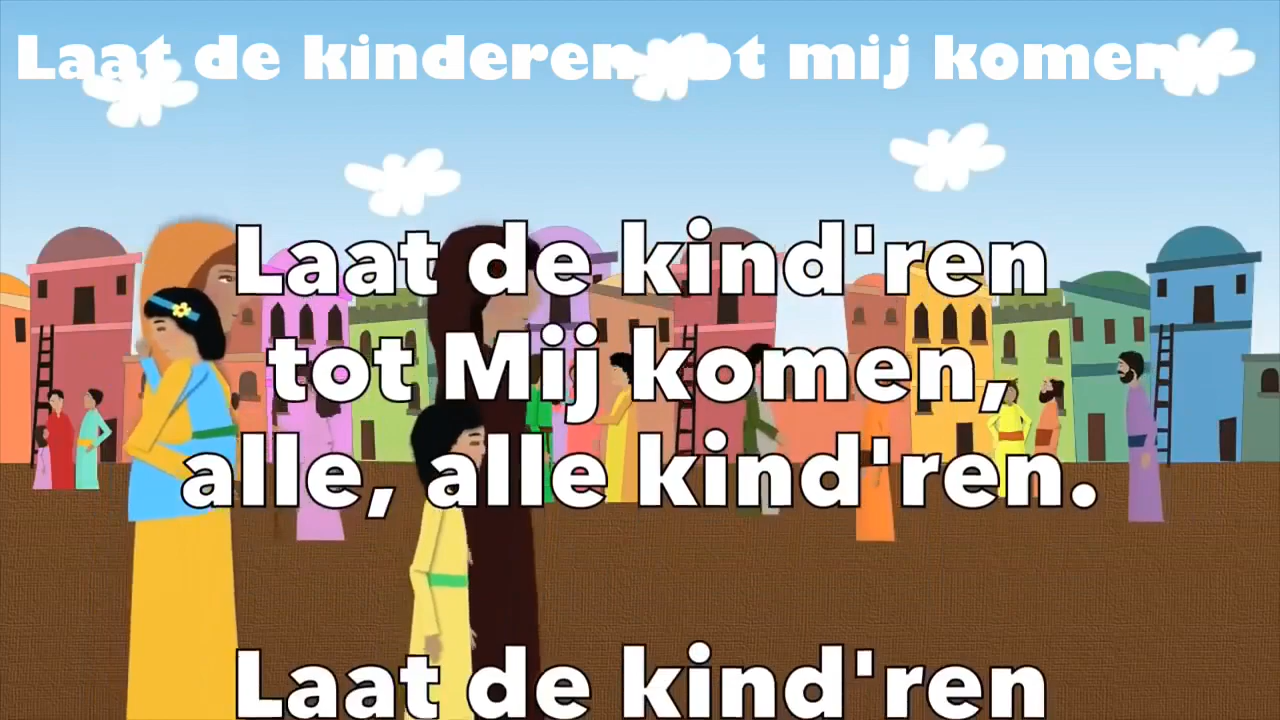 Laat de kinderen tot mij komen
Laat de kind'ren
tot Mij komen,
alle, alle kind'ren.
Laat de kind'ren